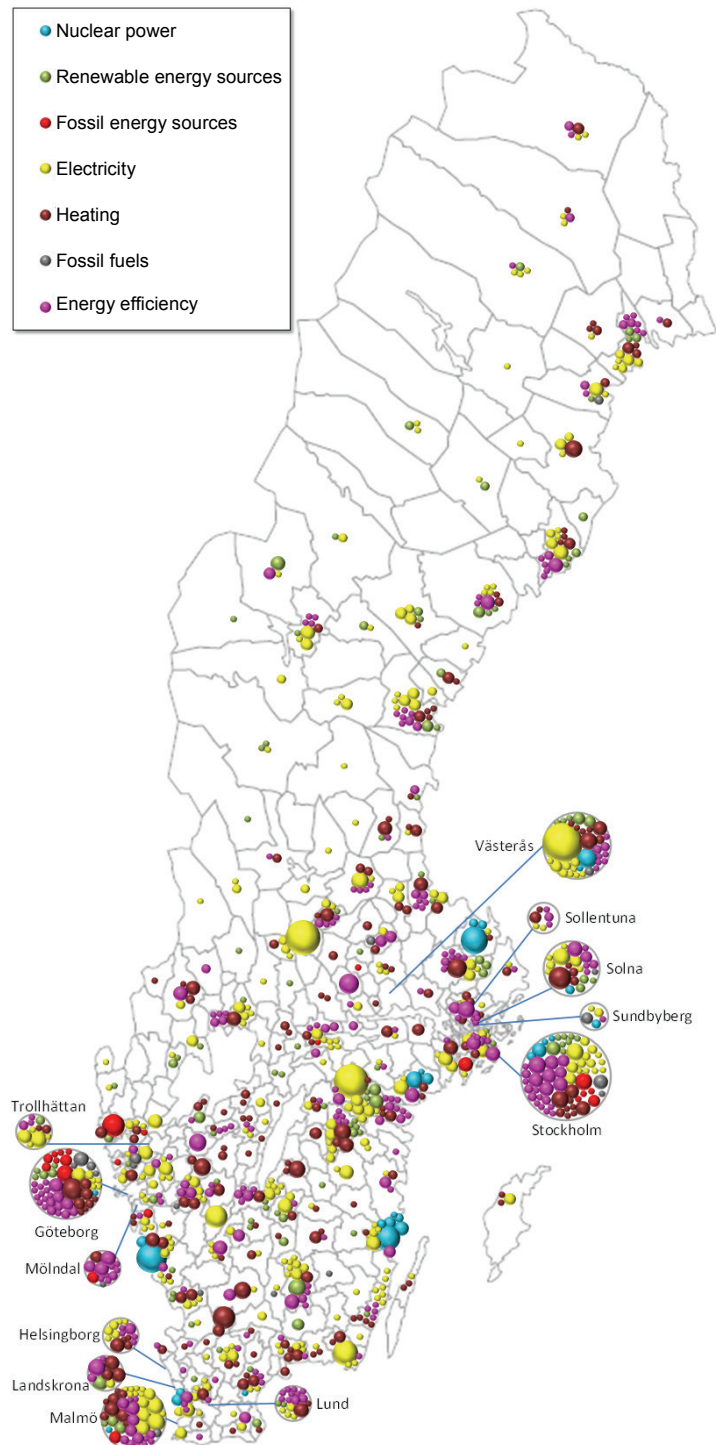 Nuclear power
Renewable energy sources
Fossil energy sources
Electricity
Heating
Fossil fuels
Energy efficiency
Västerås
Sollentuna
Solna
Sundbyberg
Stockholm
Trollhättan
Göteborg
Mölndal
Helsingborg
Landskrona
Lund
Malmö